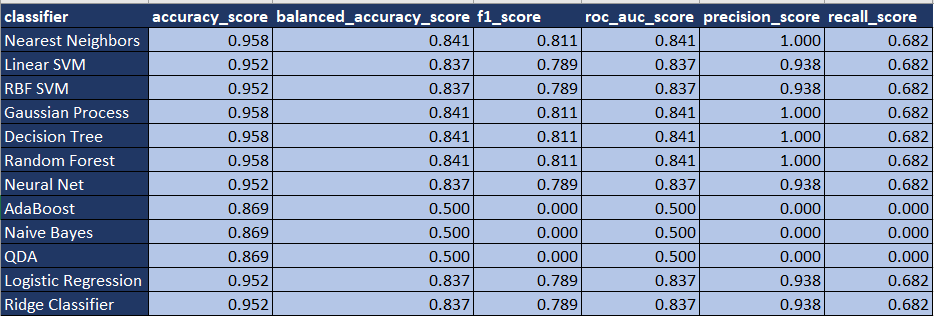 classifier accuracy_score balanced_accuracy_score f1_score roc_auc_score precision_score recall_score
Nearest Neighbors 0.958 0.841 0.811 0.841 1.000 0.682
Linear SVM 0.952 0.837 0.789 0.837 0.938 0.682
RBF SVM 0.952 0.837 0.789 0.837 0.938 0.682
Gaussian Process 0.958 0.841 0.811 0.841 1.000 0.682
Decision Tree 0.958 0.841 0.811 0.841 1.000 0.682
Random Forest 0.958 0.841 0.811 0.841 1.000 0.682
Neural Net 0.952 0.837 0.789 0.837 0.938 0.682
AdaBoost 0.869 0.500 0.000 0.500 0.000 0.000
Naive Bayes 0.869 0.500 0.000 0.500 0.000 0.000
QDA 0.869 0.500 0.000 0.500 0.000 0.000
Logistic Regression 0.952 0.837 0.789 0.837 0.938 0.682
Ridge Classifier 0.952 0.837 0.789 0.837 0.938 0.682